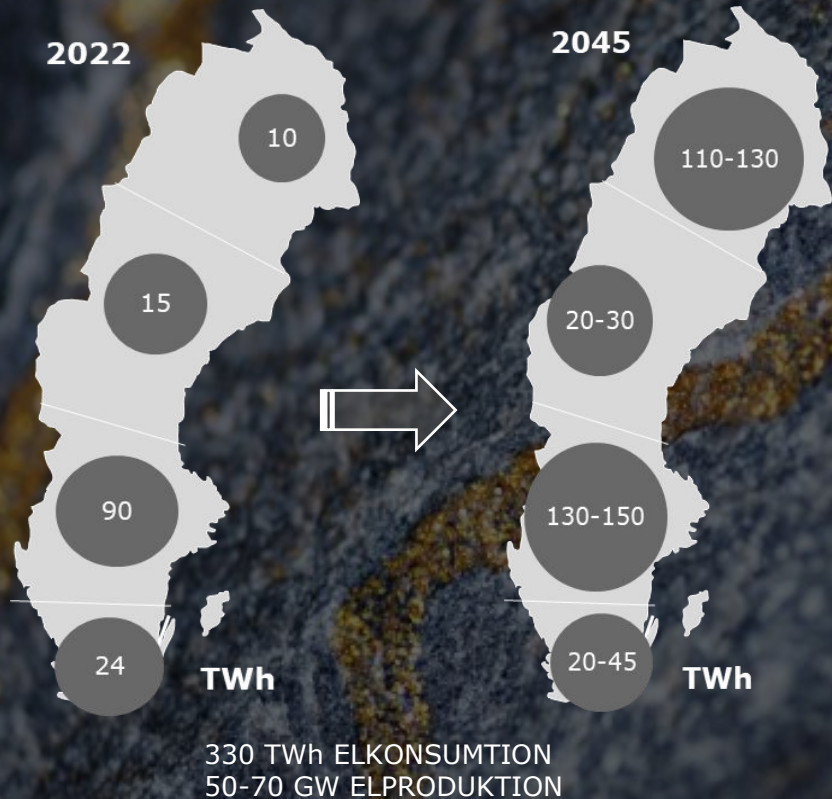 2022
10
15
90
24
TWh
2045
110-130
20-30
130-150
20-45
TWh
330 TWh ELKONSUMTION
50-70 GW ELPRODUKTION